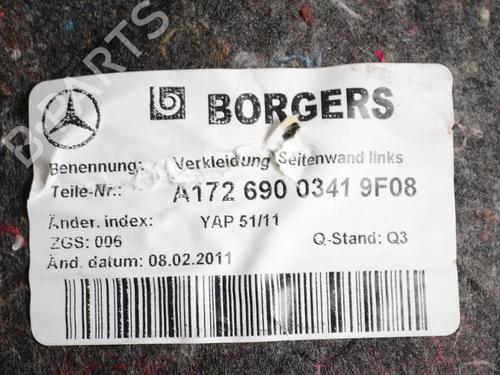 BORGERS
Benennung: Verkleidung Seitenwand links
Teile-Nr.: A172 690 0341 9F08
Änder. index: YAP 51/11
ZGS: 006 Q-Stand: Q3
Änd. datum: 08.02.2011
B-PARTS